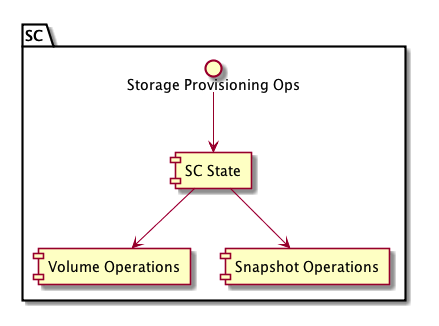 SC
Storage Provisioning Ops
SC State
Volume Operations
Snapshot Operations